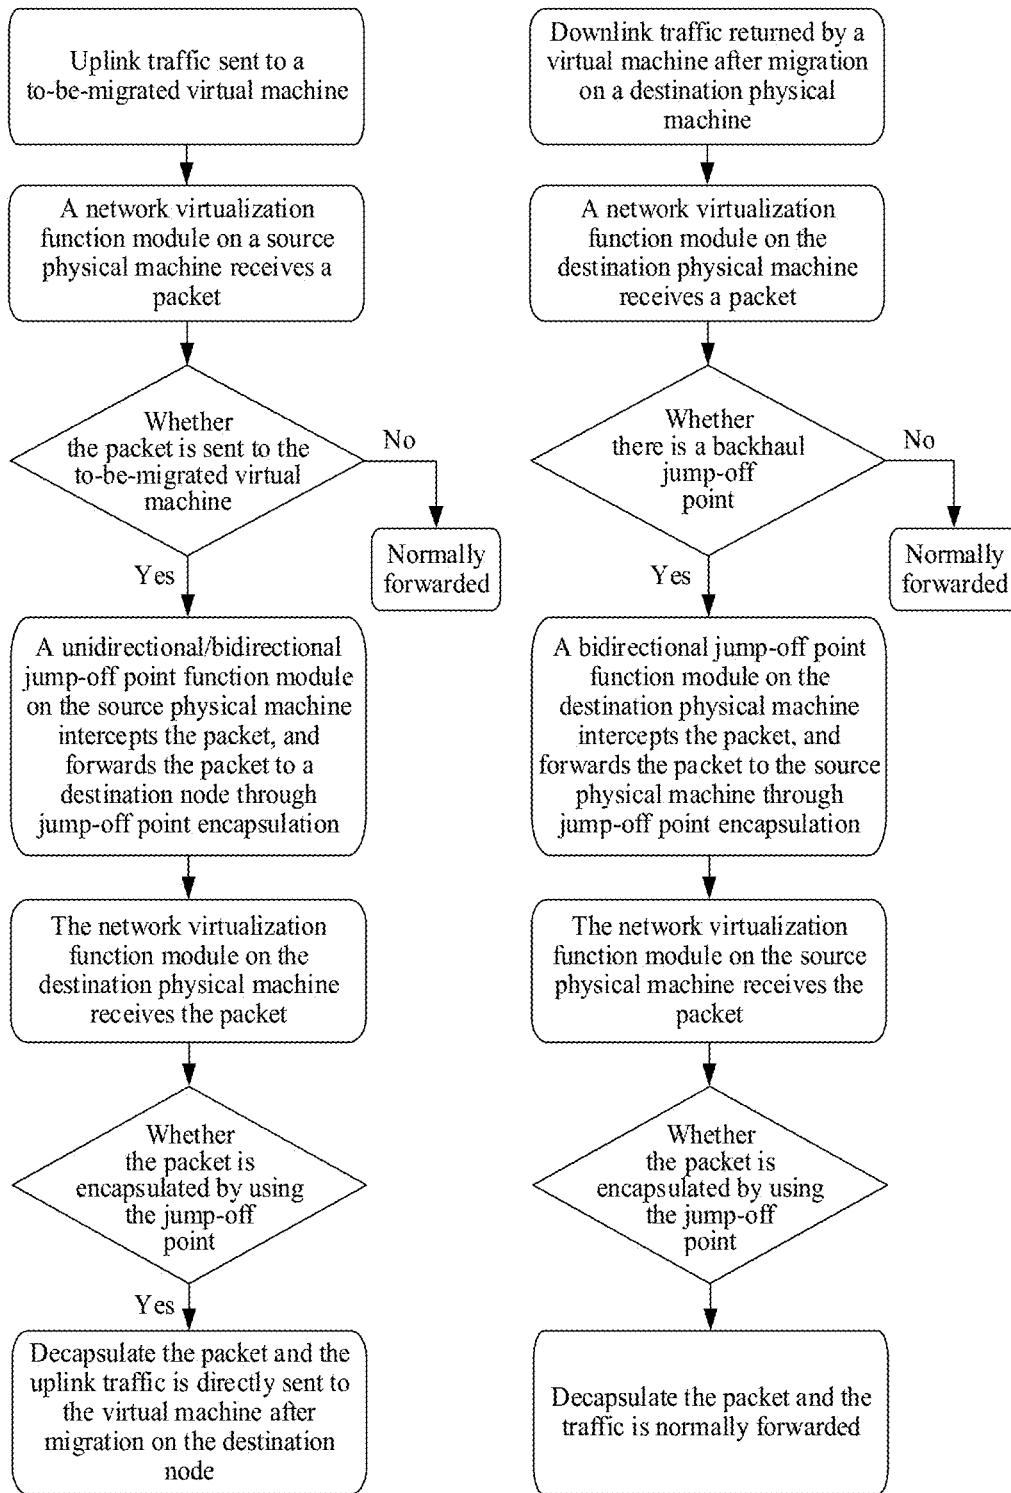 Uplink traffic sent to a
to-be-migrated virtual machine
A network virtualization
function module on a source
physical machine receives a
packet
Whether
the packet is sent to the
to-be-migrated virtual
machine
No
Normally
forwarded
Yes
A unidirectional/bidirectional
jump-off point function module
on the source physical machine
intercepts the packet, and
forwards the packet to a
destination node through
jump-off point encapsulation
The network virtualization
function module on the
destination physical machine
receives the packet
Whether
the packet is
encapsulated by using
the jump-off
point
Yes
Decapsulate the packet and the
uplink traffic is directly sent to
the virtual machine after
migration on the destination
node
Downlink traffic returned by a
virtual machine after migration
on a destination physical
machine
A network virtualization
function module on the
destination physical machine
receives a packet
Whether
there is a backhaul
jump-off
point
No
Normally
forwarded
Yes
A bidirectional jump-off point
function module on the
destination physical machine
intercepts the packet, and
forwards the packet to the source
physical machine through
jump-off point encapsulation
The network virtualization
function module on the source
physical machine receives the
packet
Whether
the packet is
encapsulated by using
the jump-off
point
Decapsulate the packet and the
traffic is normally forwarded